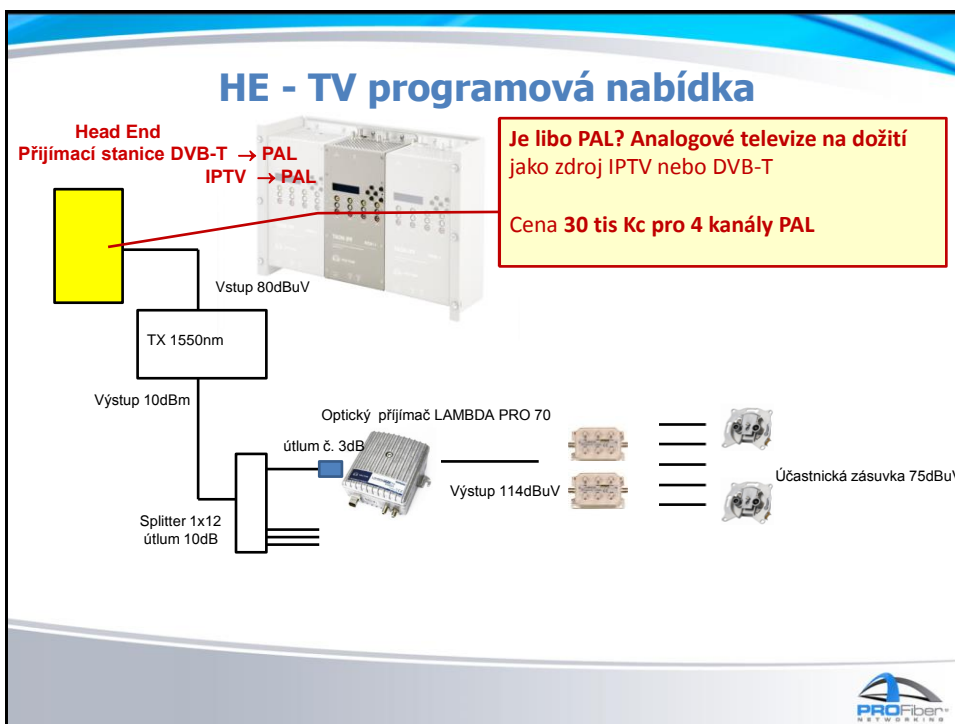 HE - TV programová nabídka
Head End
Přijímací stanice DVB-T → PAL
IPTV → PAL
Je libo PAL? Analogové televize na dožití
jako zdroj IPTV nebo DVB-T
Cena 30 tis Kc pro 4 kanály PAL
Vstup 80dBuV
TX 1550nm
Výstup 10dBm
Optický příjímač LAMBDA PRO 70
útlum č. 3dB
Výstup 114dBuV
Účastnická zásuvka 75dBuV
Splitter 1x12
útlum 10dB
PROFiber
NETWORKING